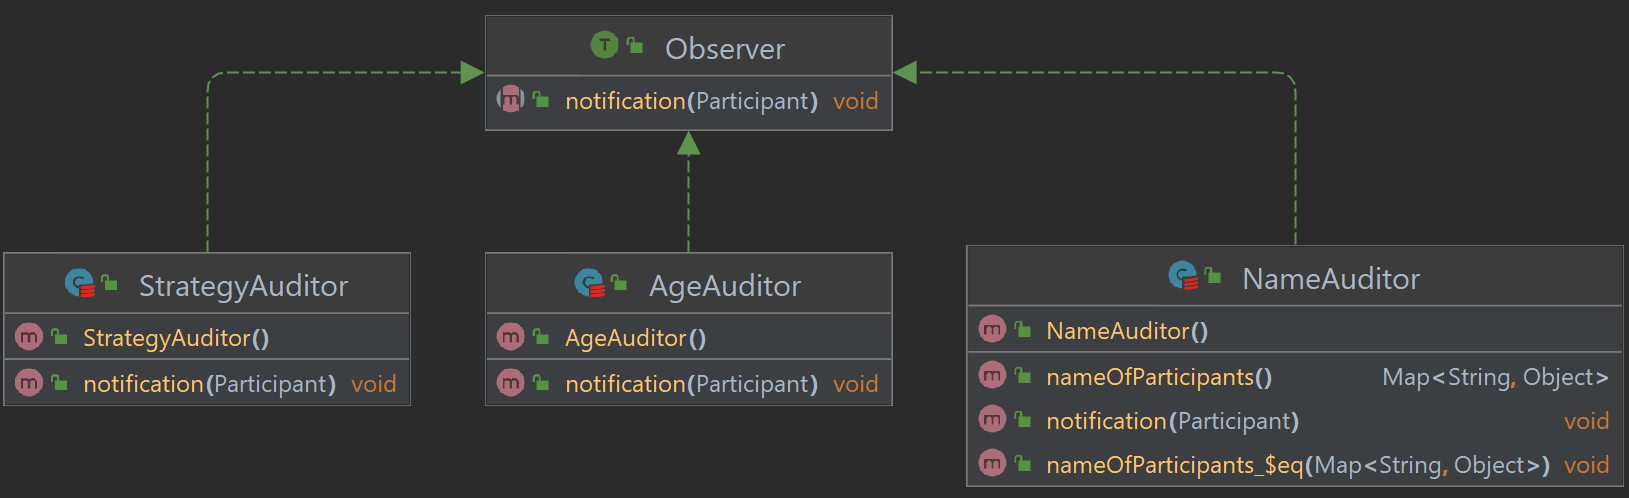 T Observer
m notification(Participant) void
C StrategyAuditor
m StrategyAuditor()
m notification(Participant) void
C AgeAuditor
m AgeAuditor()
m notification(Participant) void
C NameAuditor
m NameAuditor()
m nameOfParticipants() Map<String, Object>
m notification(Participant) void
m nameOfParticipants_$eq(Map<String, Object>) void